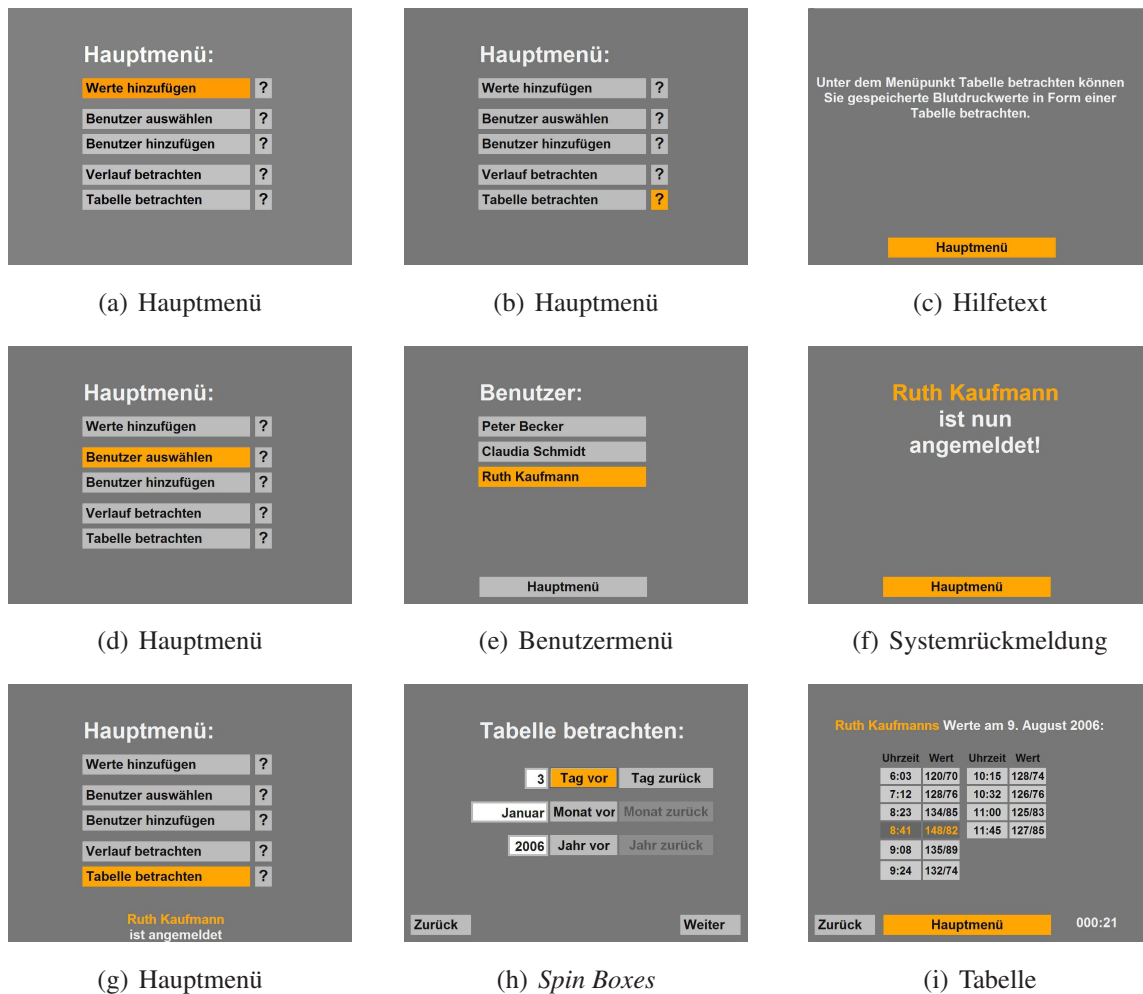 Hauptmenü:
Werte hinzufügen ?
Benutzer auswählen ?
Benutzer hinzufügen ?
Verlauf betrachten ?
Tabelle betrachten ?
(a) Hauptmenü
Hauptmenü:
Werte hinzufügen ?
Benutzer auswählen ?
Benutzer hinzufügen ?
Verlauf betrachten ?
Tabelle betrachten ?
(b) Hauptmenü
Unter dem Menüpunkt Tabelle betrachten können
Sie gespeicherte Blutdruckwerte in Form einer
Tabelle betrachten.
Hauptmenü
(c) Hilfetext
Hauptmenü:
Werte hinzufügen ?
Benutzer auswählen ?
Benutzer hinzufügen ?
Verlauf betrachten ?
Tabelle betrachten ?
(d) Hauptmenü
Benutzer:
Peter Becker
Claudia Schmidt
Ruth Kaufmann
Hauptmenü
(e) Benutzermenü
Ruth Kaufmann
ist nun
angemeldet!
Hauptmenü
(f) Systemrückmeldung
Hauptmenü:
Werte hinzufügen ?
Benutzer auswählen ?
Benutzer hinzufügen ?
Verlauf betrachten ?
Tabelle betrachten ?
Ruth Kaufmann
ist angemeldet
(g) Hauptmenü
Tabelle betrachten:
3 Tag vor Tag zurück
Januar Monat vor Monat zurück
2006 Jahr vor Jahr zurück
Zurück Weiter
(h) Spin Boxes
Ruth Kaufmanns Werte am 9. August 2006:
Uhrzeit Wert Uhrzeit Wert
6:03 120/70 10:15 128/74
7:12 128/76 10:32 126/76
8:23 134/85 11:00 125/83
8:41 148/82 11:45 127/85
9:08 135/89
9:24 132/74
Zurück Hauptmenü 000:21
(i) Tabelle